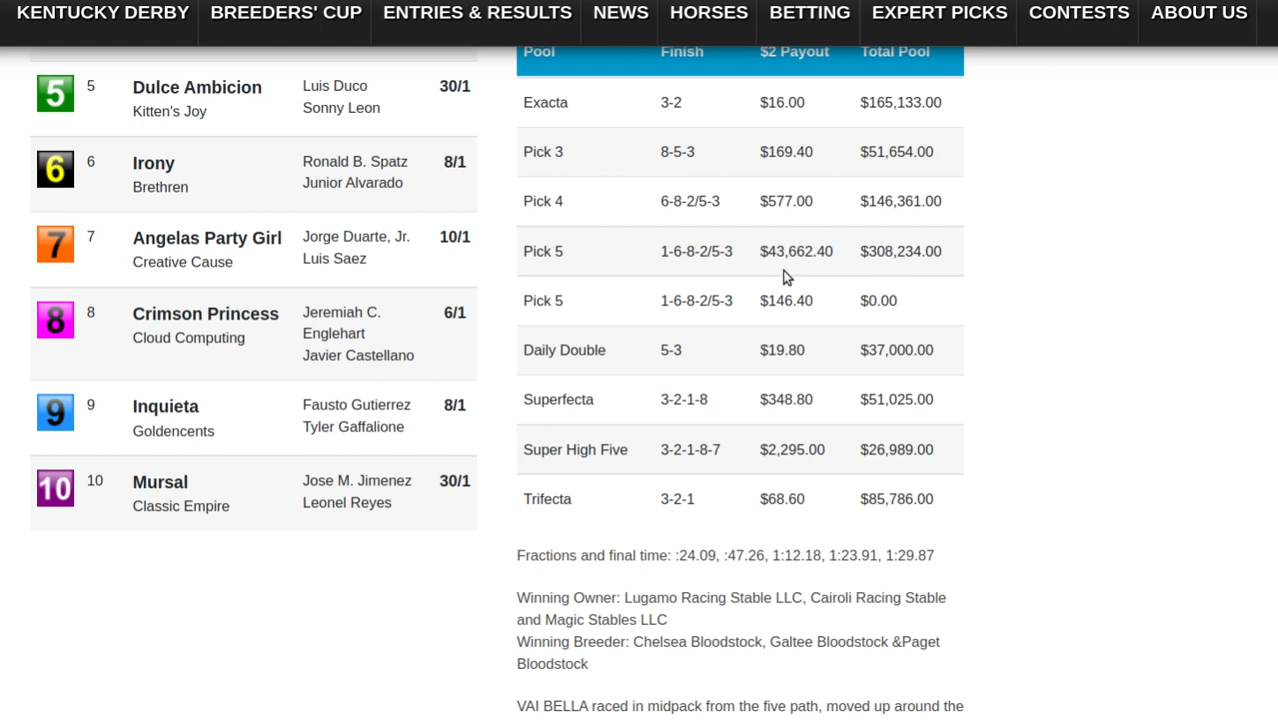 KENTUCKY DERBY BREEDERS' CUP ENTRIES & RESULTS NEWS HORSES BETTING EXPERT PICKS CONTESTS ABOUT US
5 5 Dulce Ambicion Luis Duco 30/1
Kitten's Joy Sonny Leon
6 6 Irony Ronald B. Spatz 8/1
Brethren Junior Alvarado
7 7 Angelas Party Girl Jorge Duarte, Jr. 10/1
Creative Cause Luis Saez
8 8 Crimson Princess Jeremiah C. 6/1
Cloud Computing Englehart
Javier Castellano
9 9 Inquieta Fausto Gutierrez 8/1
Goldencents Tyler Gaffalione
10 10 Mursal Jose M. Jimenez 30/1
Classic Empire Leonel Reyes
Pool Finish $2 Payout Total Pool
Exacta 3-2 $16.00 $165,133.00
Pick 3 8-5-3 $169.40 $51,654.00
Pick 4 6-8-2/5-3 $577.00 $146,361.00
Pick 5 1-6-8-2/5-3 $43,662.40 $308,234.00
Pick 5 1-6-8-2/5-3 $146.40 $0.00
Daily Double 5-3 $19.80 $37,000.00
Superfecta 3-2-1-8 $348.80 $51,025.00
Super High Five 3-2-1-8-7 $2,295.00 $26,989.00
Trifecta 3-2-1 $68.60 $85,786.00
Fractions and final time: :24.09, :47.26, 1:12.18, 1:23.91, 1:29.87
Winning Owner: Lugamo Racing Stable LLC, Cairoli Racing Stable
and Magic Stables LLC
Winning Breeder: Chelsea Bloodstock, Galtee Bloodstock &Paget
Bloodstock
VAI BELLA raced in midpack from the five path, moved up around the